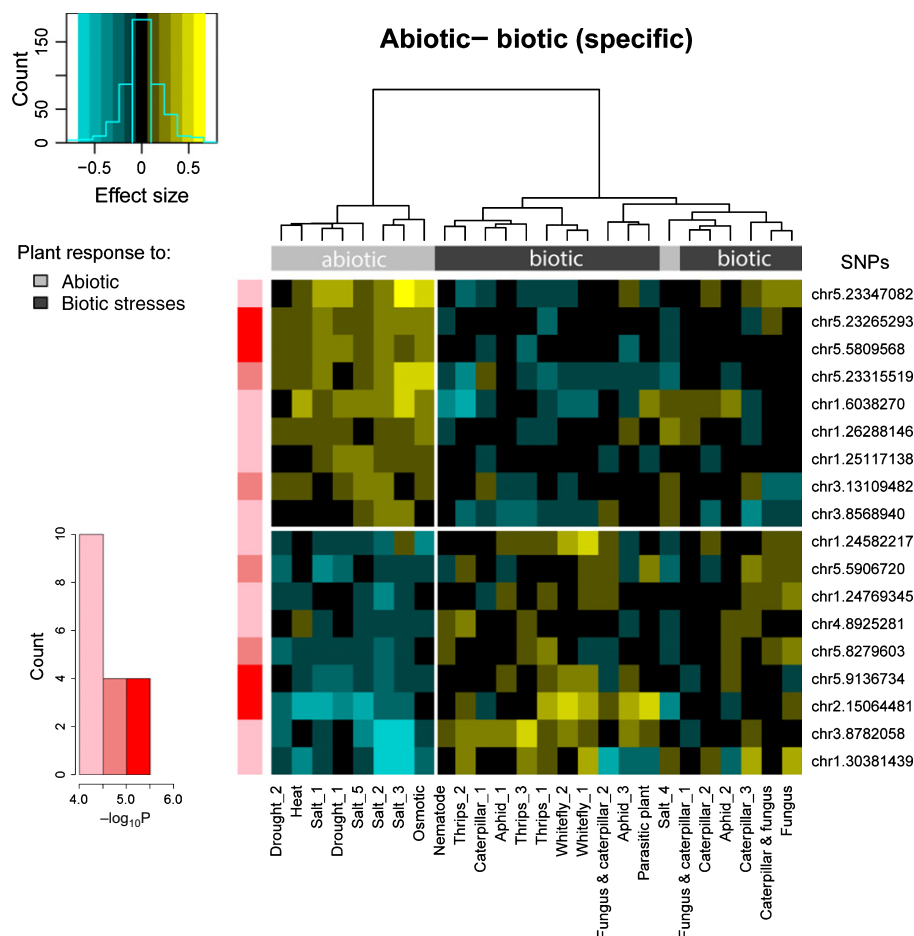 Abiotic– biotic (specific)
Count
0
50
150
−0.5
0
0.5
Effect size
Plant response to:
Abiotic
Biotic stresses
abiotic
biotic
biotic
SNPs
chr5.23347082
chr5.23265293
chr5.5809568
chr5.23315519
chr1.6038270
chr1.26288146
chr1.25117138
chr3.13109482
chr3.8568940
chr1.24582217
chr5.5906720
chr1.24769345
chr4.8925281
chr5.8279603
chr5.9136734
chr2.15064481
chr3.8782058
chr1.30381439
Count
0
2
4
6
8
10
4.0
5.0
6.0
−log10P
Drought_2
Heat
Salt_1
Drought_1
Salt_5
Salt_2
Salt_3
Osmotic
Nematode
Thrips_2
Caterpillar_1
Aphid_1
Thrips_3
Thrips_1
Whitefly_2
Whitefly_1
Fungus & caterpillar_2
Aphid_3
Parasitic plant
Salt_4
Fungus & caterpillar_1
Caterpillar_2
Aphid_2
Caterpillar_3
Caterpillar & fungus
Fungus